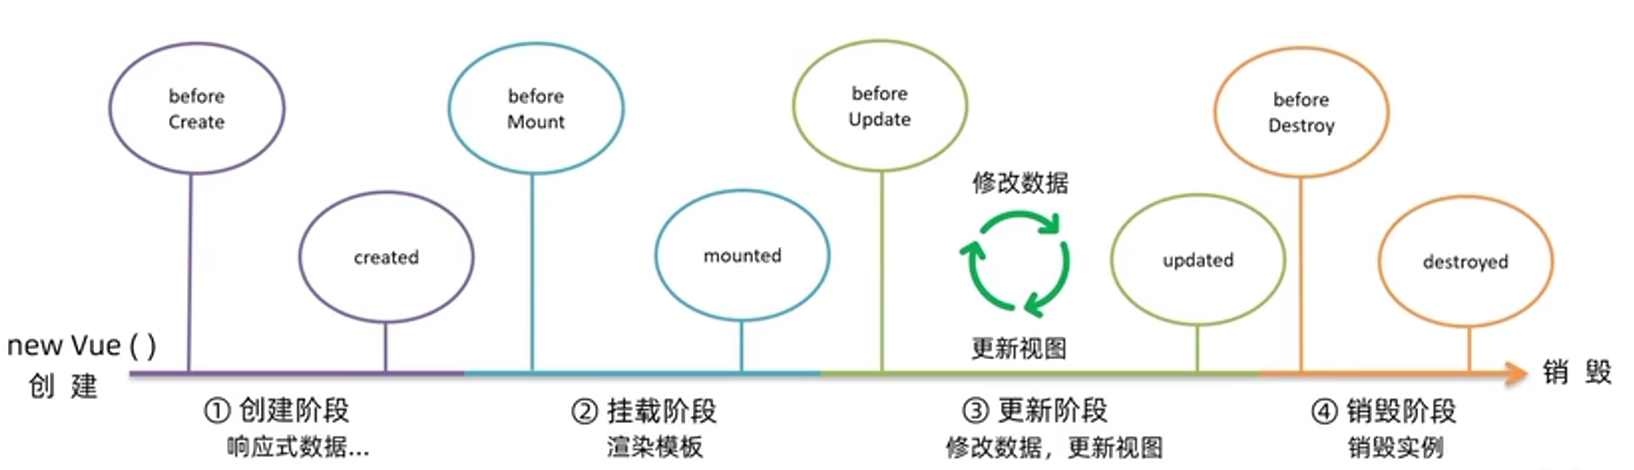 before
Create
before
Mount
before
Update
before
Destroy
修改数据
created
mounted
updated
destroyed
更新视图
new Vue ( )
创 建
销 毁
① 创建阶段
② 挂载阶段
③ 更新阶段
④ 销毁阶段
响应式数据...
渲染模板
修改数据，更新视图
销毁实例